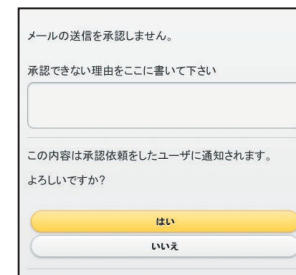 メールの送信を承認しません。
承認できない理由をここに書いて下さい
この内容は承認依頼をしたユーザに通知されます。
よろしいですか?
はい
いいえ